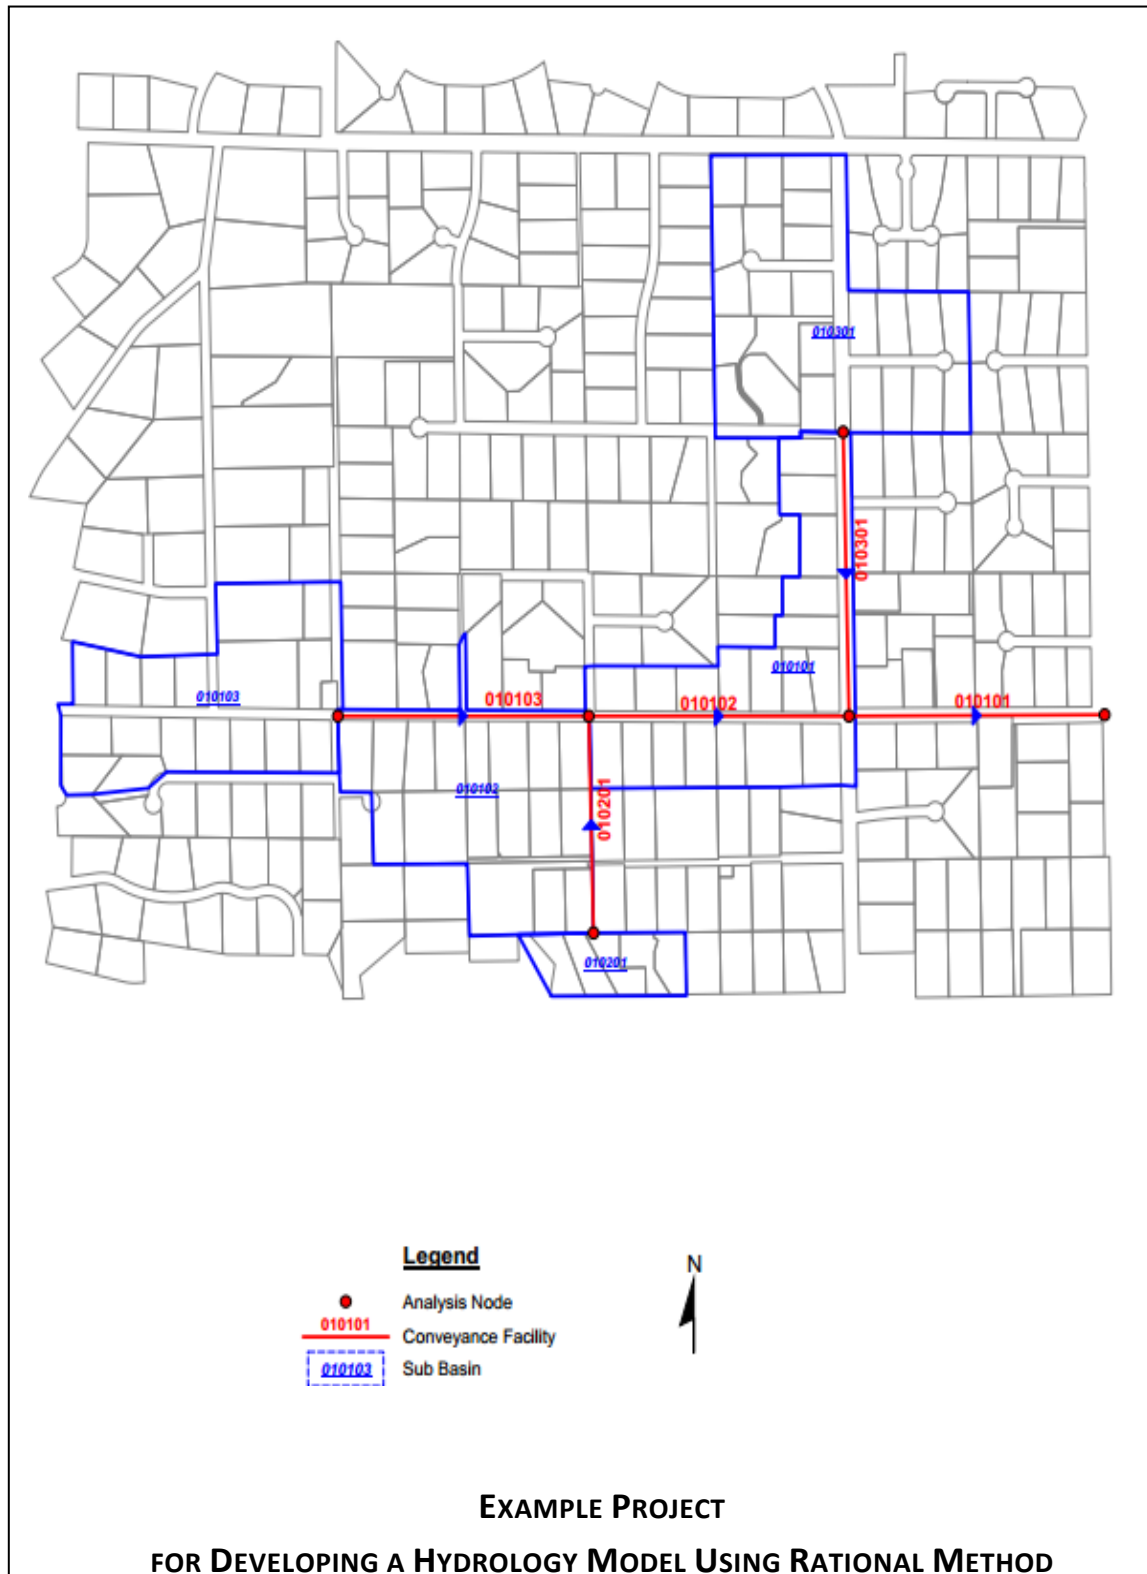 010301
010301
010101
010103
010103
010102
010101
010102
010201
010201
Legend
N
Analysis Node
010101
Conveyance Facility
010103
Sub Basin
EXAMPLE PROJECT
FOR DEVELOPING A HYDROLOGY MODEL USING RATIONAL METHOD